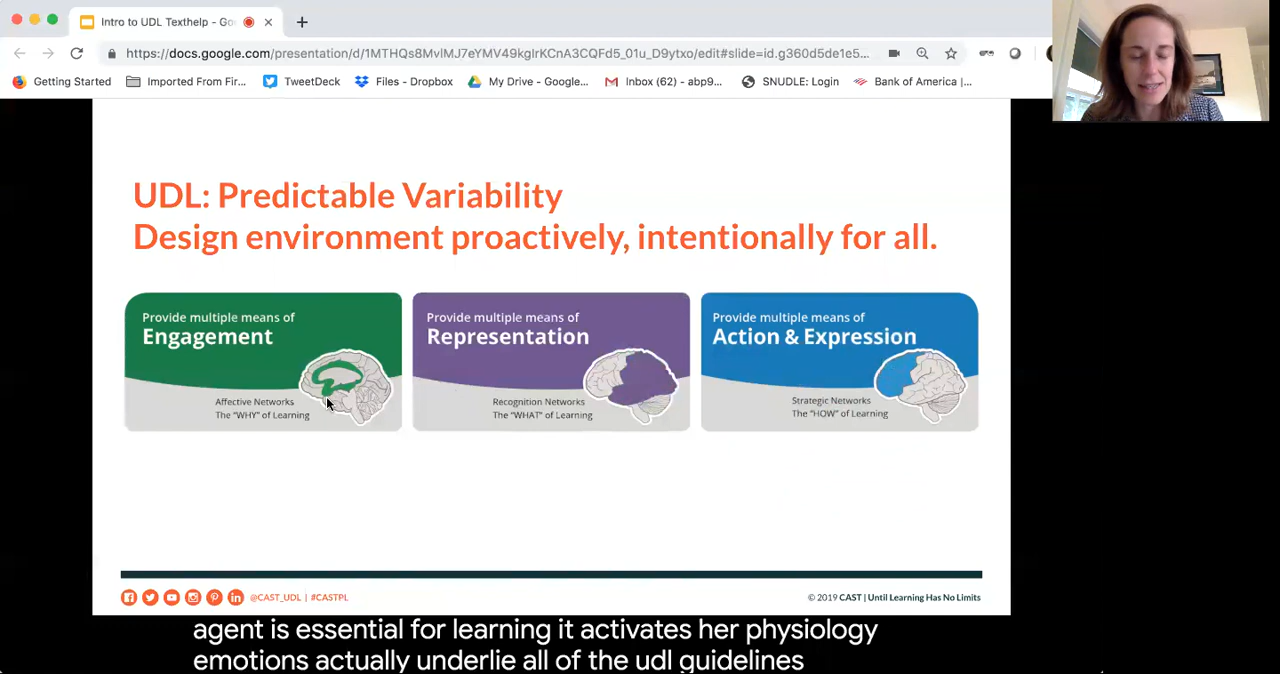 Intro to UDL Texthelp - Go
https://docs.google.com/presentation/d/1MTHQs8MvlMJ7eYMV49kglrKCnA3CQFd5_01u_D9ytxo/edit#slide=id.g360d5de1e5...
Getting Started Imported From Fir... TweetDeck Files - Dropbox My Drive - Google... Inbox (62) - abp9... SNUDLE: Login Bank of America |...
UDL: Predictable Variability
Design environment proactively, intentionally for all.
Provide multiple means of
Engagement
Affective Networks
The "WHY" of Learning
Provide multiple means of
Representation
Recognition Networks
The "WHAT" of Learning
Provide multiple means of
Action & Expression
Strategic Networks
The "HOW" of Learning
@CAST_UDL | #CASTPL
© 2019 CAST | Until Learning Has No Limits
agent is essential for learning it activates her physiology
emotions actually underlie all of the udl guidelines